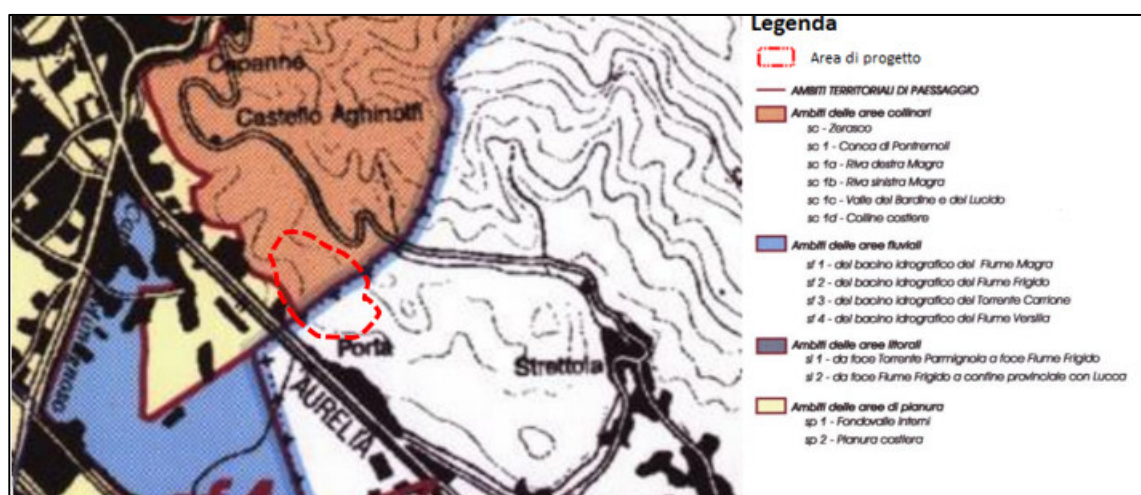 Capanne
Castello Aghinolfi
Porta
Strettoia
AURELIA
Legenda
Area di progetto
AMBITI TERRITORIALI DI PAESSAGGIO
Ambiti delle aree collinari
sc - Zerasco
sc 1 - Conca di Pontremoli
sc 1a - Riva destra Magra
sc 1b - Riva sinistra Magra
sc 1c - Valle del Bardine e del Lucido
sc 1d - Colline costiere
Ambiti delle aree fluviali
sf 1 - del bacino idrografico del Fiume Magra
sf 2 - del bacino idrografico del Fiume Frigido
sf 3 - del bacino idrografico del Torrente Carrione
sf 4 - del bacino idrografico del Fiume Versilia
Ambiti delle aree litorali
sl 1 - da foce Torrente Parmignola a foce Fiume Frigido
sl 2 - da foce Fiume Frigido a confine provinciale con Lucca
Ambiti delle aree di pianura
sp 1 - Fondovalle interni
sp 2 - Pianura costiera